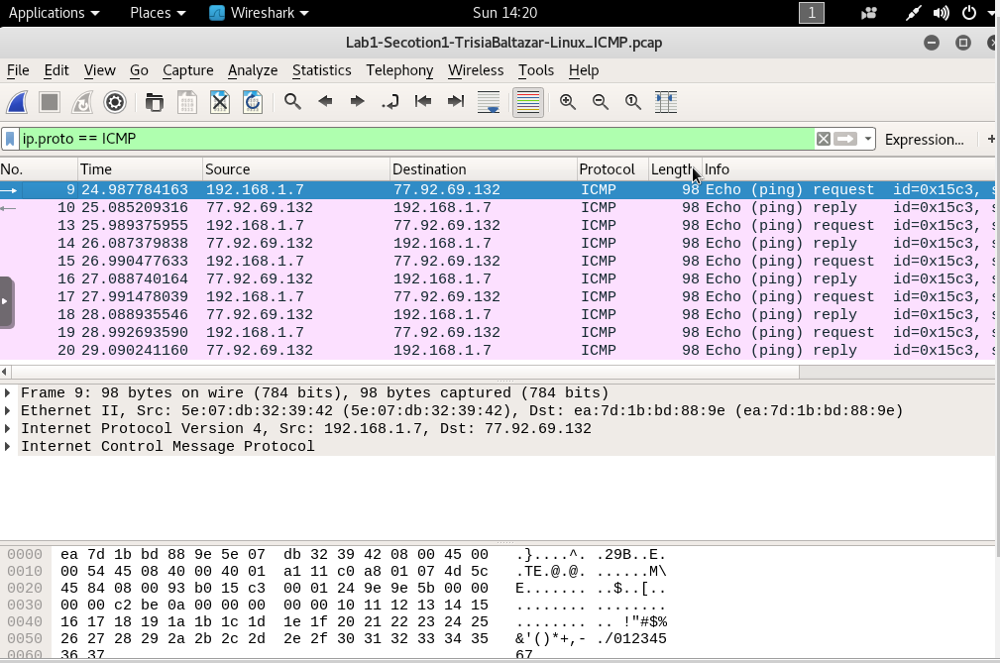 Applications Places Wireshark Sun 14:20 1
Lab1-Secotion1-TrisiaBaltazar-Linux_ICMP.pcap
File Edit View Go Capture Analyze Statistics Telephony Wireless Tools Help
ip.proto == ICMP Expression... +
No. Time Source Destination Protocol Length Info
9 24.987784163 192.168.1.7 77.92.69.132 ICMP 98 Echo (ping) request id=0x15c3,
10 25.085209316 77.92.69.132 192.168.1.7 ICMP 98 Echo (ping) reply id=0x15c3,
13 25.989375955 192.168.1.7 77.92.69.132 ICMP 98 Echo (ping) request id=0x15c3,
14 26.087379838 77.92.69.132 192.168.1.7 ICMP 98 Echo (ping) reply id=0x15c3,
15 26.990477633 192.168.1.7 77.92.69.132 ICMP 98 Echo (ping) request id=0x15c3,
16 27.088740164 77.92.69.132 192.168.1.7 ICMP 98 Echo (ping) reply id=0x15c3,
17 27.991478039 192.168.1.7 77.92.69.132 ICMP 98 Echo (ping) request id=0x15c3,
18 28.088935546 77.92.69.132 192.168.1.7 ICMP 98 Echo (ping) reply id=0x15c3,
19 28.992693590 192.168.1.7 77.92.69.132 ICMP 98 Echo (ping) request id=0x15c3,
20 29.090241160 77.92.69.132 192.168.1.7 ICMP 98 Echo (ping) reply id=0x15c3,
Frame 9: 98 bytes on wire (784 bits), 98 bytes captured (784 bits)
Ethernet II, Src: 5e:07:db:32:39:42 (5e:07:db:32:39:42), Dst: ea:7d:1b:bd:88:9e (ea:7d:1b:bd:88:9e)
Internet Protocol Version 4, Src: 192.168.1.7, Dst: 77.92.69.132
Internet Control Message Protocol
0000 ea 7d 1b bd 88 9e 5e 07 db 32 39 42 08 00 45 00 .}....^. .29B..E.
0010 00 54 45 08 40 00 40 01 a1 11 c0 a8 01 07 4d 5c .TE.@.@. ......M\
0020 45 84 08 00 93 b0 15 c3 00 01 24 9e 9e 5b 00 00 E....... ..$..[..
0030 00 00 c2 be 0a 00 00 00 00 00 10 11 12 13 14 15 ........ ........
0040 16 17 18 19 1a 1b 1c 1d 1e 1f 20 21 22 23 24 25 ........ .. !"#$%
0050 26 27 28 29 2a 2b 2c 2d 2e 2f 30 31 32 33 34 35 &'()*+,- ./012345
0060 36 37 67